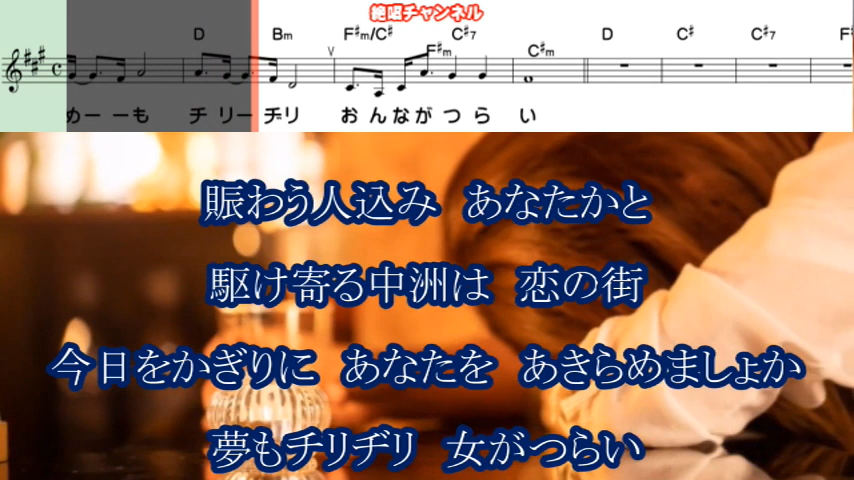 絶唱チャンネル
D Bm F#m/C# C#7 F#m C#m D C# C#7 F#
めーーも チリーヂリ おんながつらい
賑わう人込み あなたかと
駆け寄る中洲は 恋の街
今日をかぎりに あなたを あきらめましょか
夢もチリヂリ 女がつらい